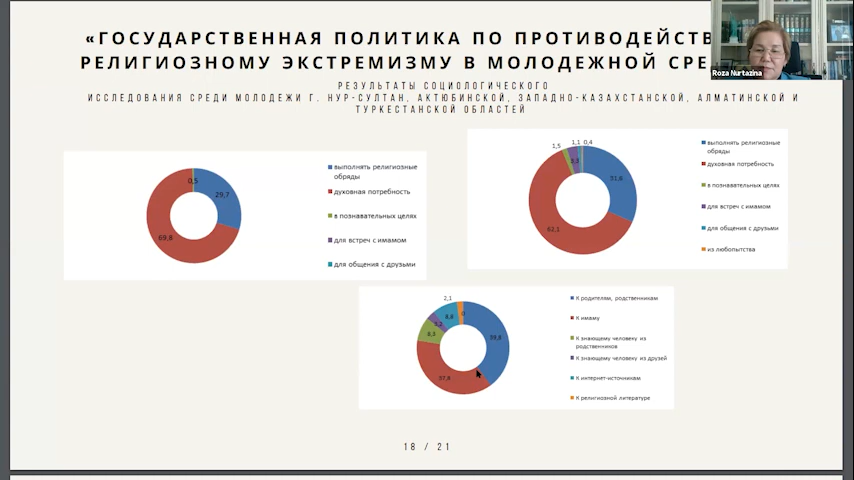 «ГОСУДАРСТВЕННАЯ ПОЛИТИКА ПО ПРОТИВОДЕЙСТВ
РЕЛИГИОЗНОМУ ЭКСТРЕМИЗМУ В МОЛОДЕЖНОЙ СРЕ
Roza Nurtazina
РЕЗУЛЬТАТЫ СОЦИОЛОГИЧЕСКОГО
ИССЛЕДОВАНИЯ СРЕДИ МОЛОДЕЖИ Г. НУР-СУЛТАН, АКТЮБИНСКОЙ, ЗАПАДНО-КАЗАХСТАНСКОЙ, АЛМАТИНСКОЙ И
ТУРКЕСТАНСКОЙ ОБЛАСТЕЙ
0,5
29,7
69,8
выполнять религиозные
обряды
духовная потребность
в познавательных целях
для встреч с имамом
для общения с друзьми
1,5
1,1
0,4
31,8
62,1
выполнять религиозные
обряды
духовная потребность
в познавательных целях
для встреч с имамом
для общения с друзьями
из любопытства
2,1
8,8
8,3
37,8
К родителям, родственникам
К имаму
К знающему человеку из
родственников
К знающему человеку из друзей
К интернет-источникам
К религиозной литературе
18 / 21